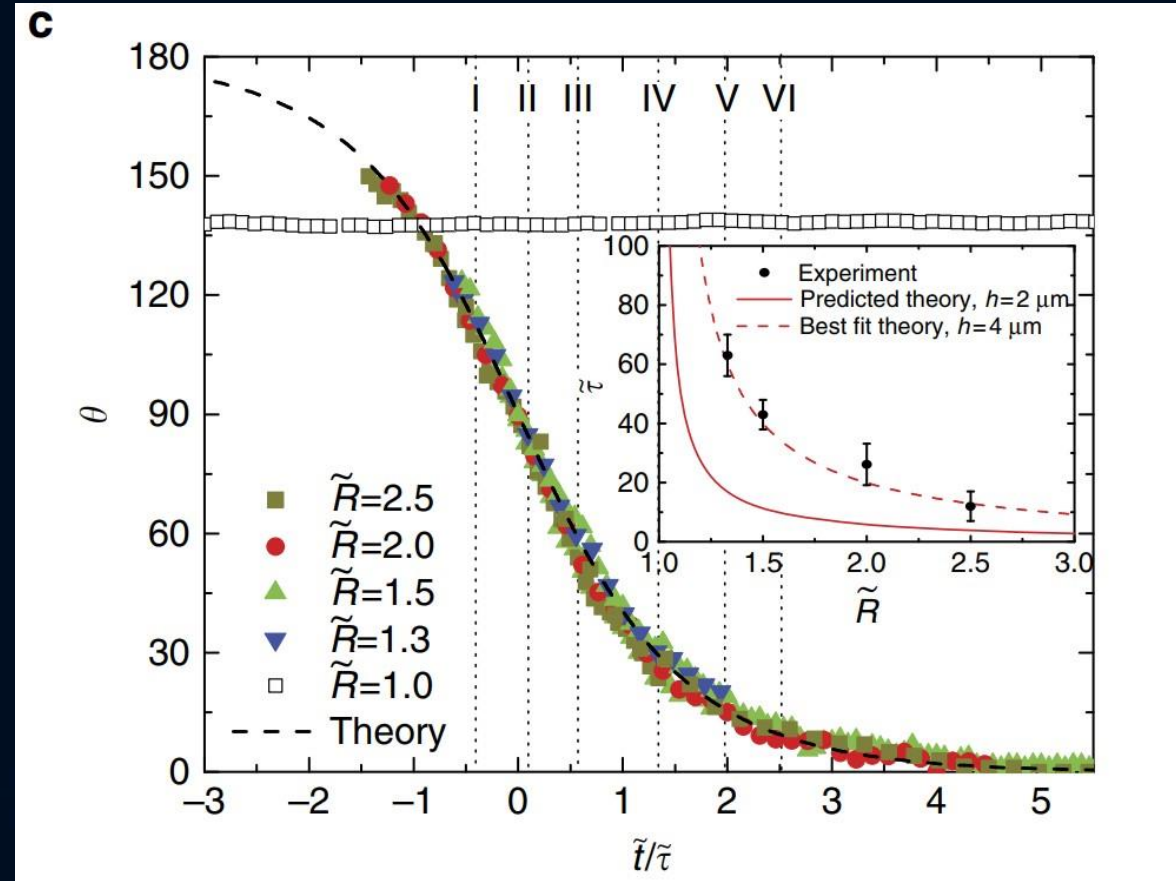 c
180
150
120
90
60
30
0
θ
I II III IV V VI
R̃=2.5
R̃=2.0
R̃=1.5
R̃=1.3
R̃=1.0
Theory
−3 −2 −1 0 1 2 3 4 5
t̃/τ̃
100
80
60
40
20
0
τ̃
Experiment
Predicted theory, h=2 μm
Best fit theory, h=4 μm
1.0 1.5 2.0 2.5 3.0
R̃